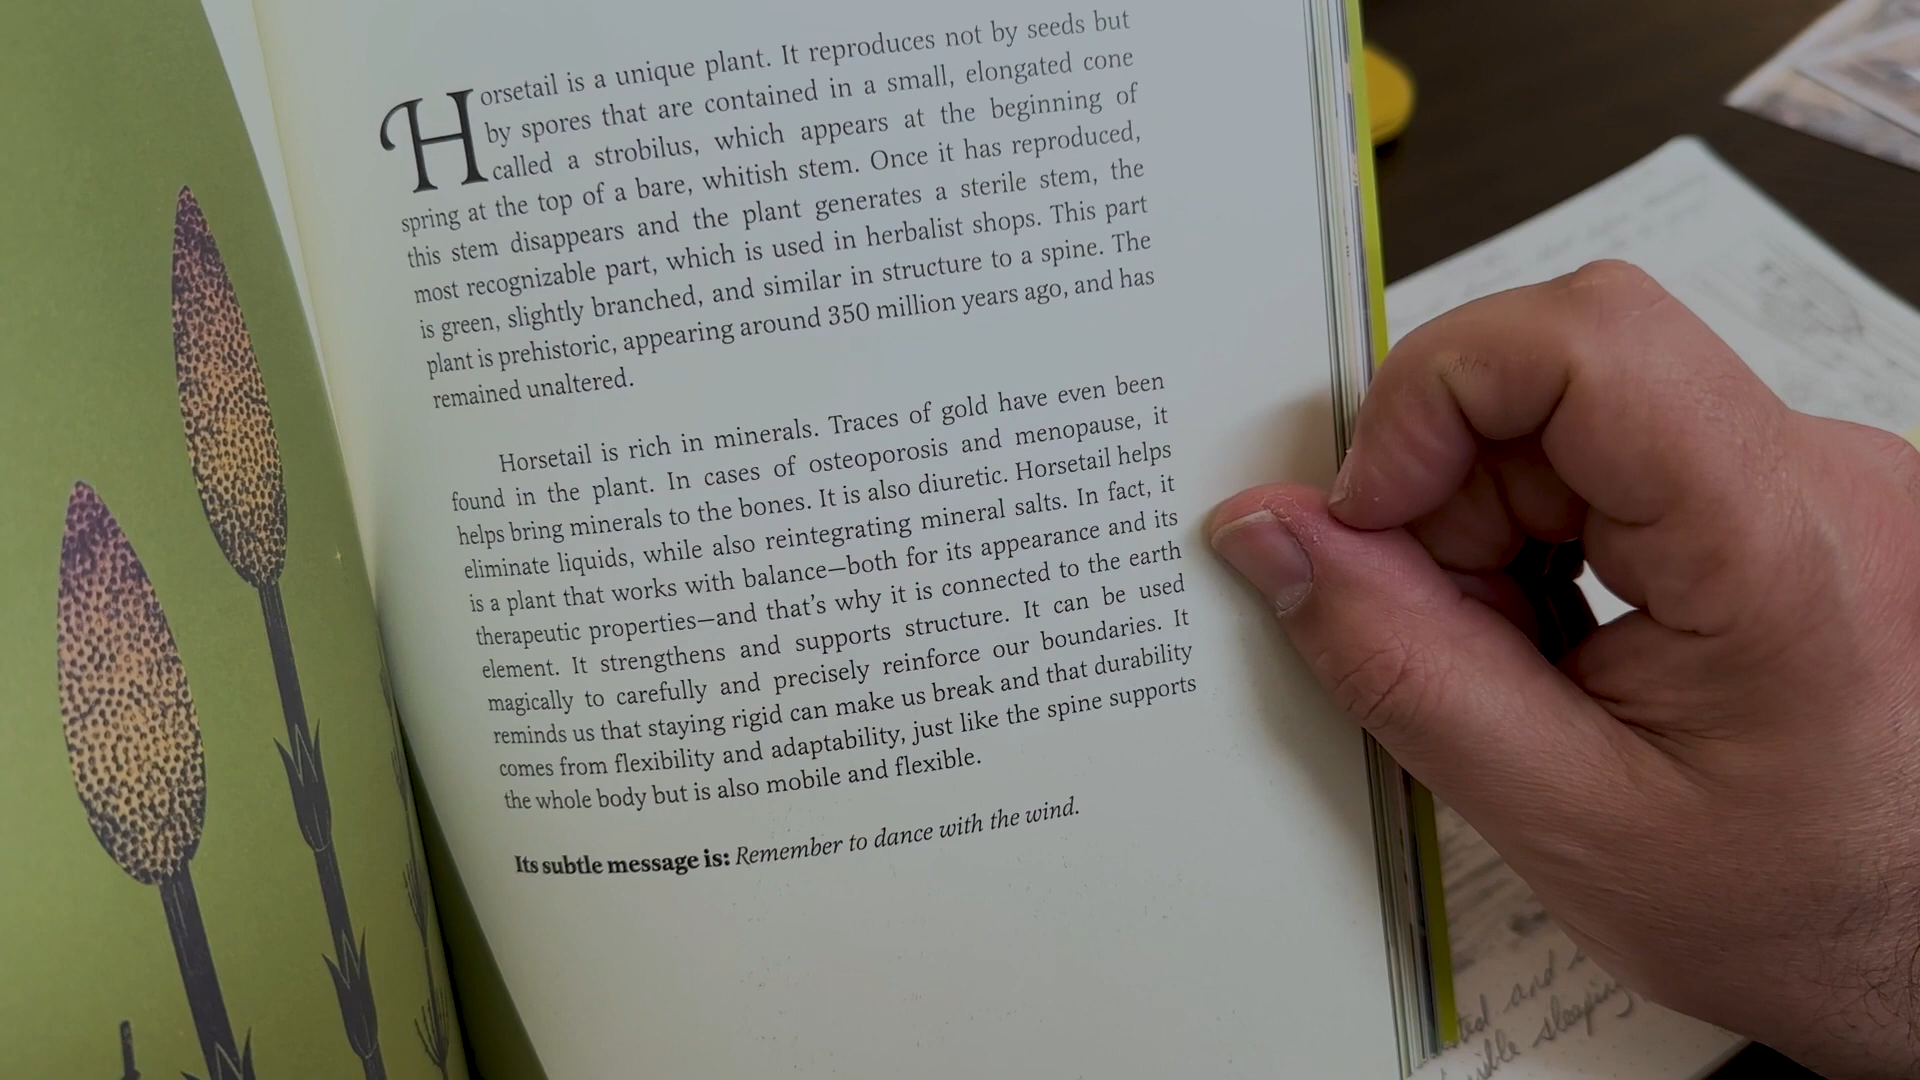 Horsetail is a unique plant. It reproduces not by seeds but
by spores that are contained in a small, elongated cone
called a strobilus, which appears at the beginning of
spring at the top of a bare, whitish stem. Once it has reproduced,
this stem disappears and the plant generates a sterile stem, the
most recognizable part, which is used in herbalist shops. This part
is green, slightly branched, and similar in structure to a spine. The
plant is prehistoric, appearing around 350 million years ago, and has
remained unaltered.
Horsetail is rich in minerals. Traces of gold have even been
found in the plant. In cases of osteoporosis and menopause, it
helps bring minerals to the bones. It is also diuretic. Horsetail helps
eliminate liquids, while also reintegrating mineral salts. In fact, it
is a plant that works with balance—both for its appearance and its
therapeutic properties—and that's why it is connected to the earth
element. It strengthens and supports structure. It can be used
magically to carefully and precisely reinforce our boundaries. It
reminds us that staying rigid can make us break and that durability
comes from flexibility and adaptability, just like the spine supports
the whole body but is also mobile and flexible.
Its subtle message is: Remember to dance with the wind.
and
sleeping